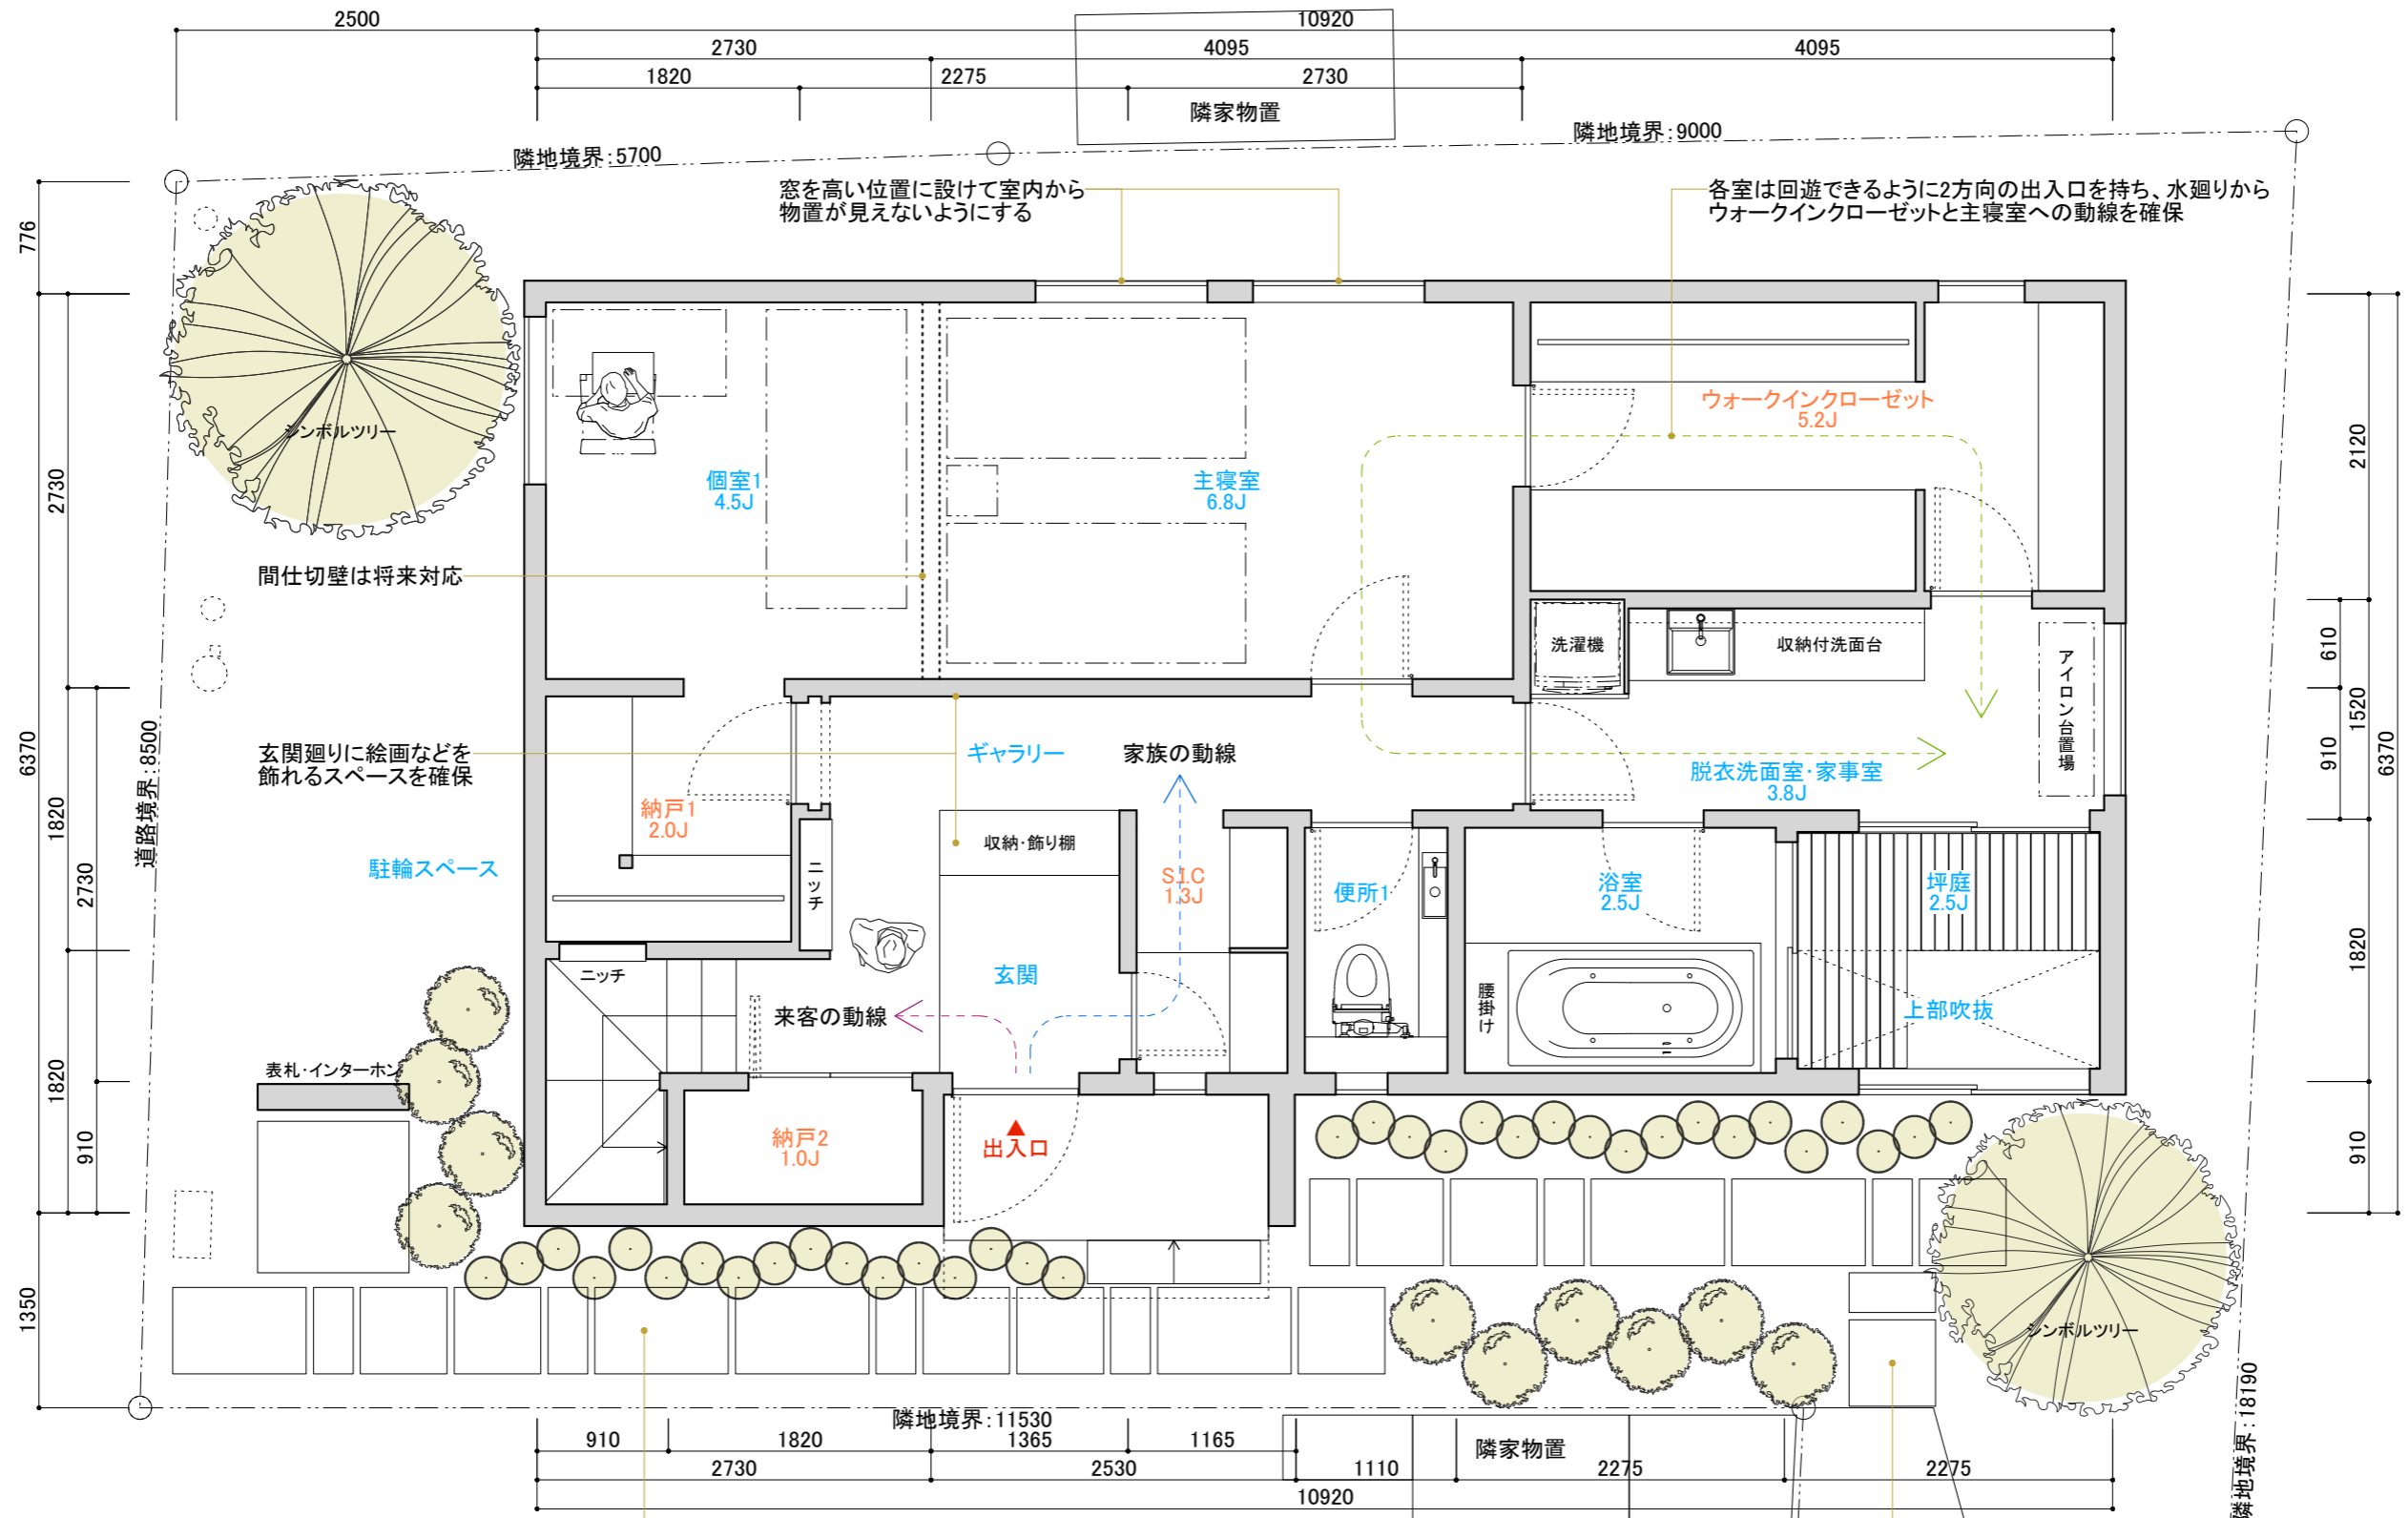 2500
10920
2730
4095
4095
1820
2275
2730
隣家物置
隣地境界:5700
隣地境界:9000
窓を高い位置に設けて室内から
物置が見えないようにする
各室は回遊できるように2方向の出入口を持ち、水廻りから
ウォークインクローゼットと主寝室への動線を確保
776
2730
6370
1820
2730
1820
910
1350
道路境界:8500
シンボルツリー
個室1
4.5J
主寝室
6.8J
ウォークインクローゼット
5.2J
間仕切壁は将来対応
洗濯機
収納付洗面台
アイロン台置場
玄関廻りに絵画などを
飾れるスペースを確保
ギャラリー
家族の動線
脱衣洗面室・家事室
3.8J
納戸1
2.0J
駐輪スペース
ニッチ
収納・飾り棚
S.I.C
1.3J
便所1
浴室
2.5J
坪庭
2.5J
ニッチ
玄関
来客の動線
腰掛け
上部吹抜
表札・インターホン
納戸2
1.0J
出入口
シンボルツリー
2120
610
1520
910
6370
1820
910
隣地境界:18190
隣地境界:11530
隣家物置
910
1820
1365
1165
2730
2530
1110
2275
2275
10920